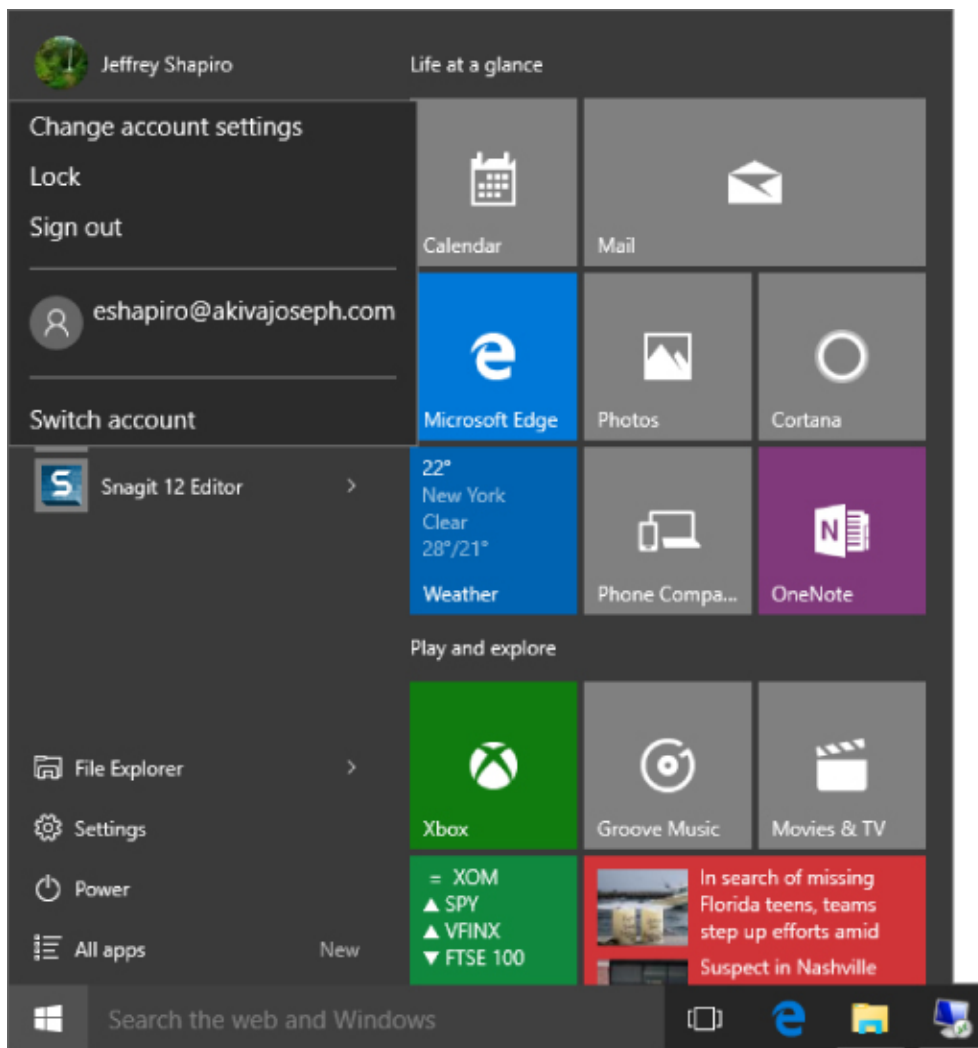 Jeffrey Shapiro
Change account settings
Lock
Sign out
eshapiro@akivajoseph.com
Switch account
Snagit 12 Editor
File Explorer
Settings
Power
All apps New
Life at a glance
Calendar
Mail
Microsoft Edge
Photos
Cortana
22°
New York
Clear
28°/21°
Weather
Phone Compa...
OneNote
Play and explore
Xbox
Groove Music
Movies & TV
= XOM
▲ SPY
▲ VFINX
▼ FTSE 100
In search of missing
Florida teens, teams
step up efforts amid
Suspect in Nashville
Search the web and Windows